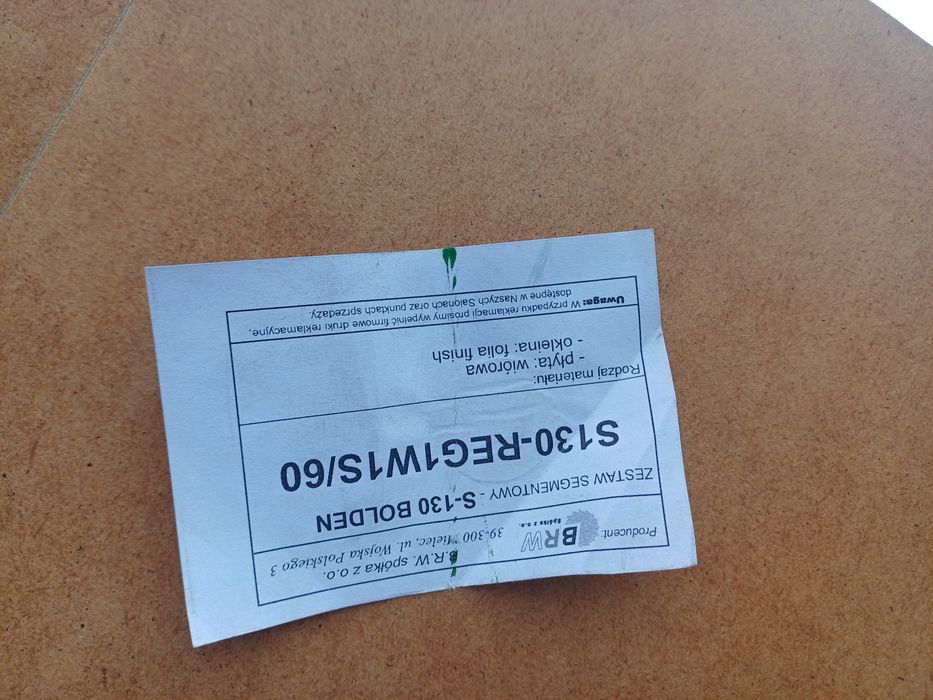 Producent:
BRW
Spółka z o.o.
B.R.W. spółka z o.o.
39-300 Mielec, ul. Wojska Polskiego 3
ZESTAW SEGMENTOWY - S-130 BOLDEN
S130-REG1W1S/60
Rodzaj materiału:
- płyta: wiórowa
- okleina: folia finish
Uwaga: W przypadku reklamacji prosimy wypełnić firmowe druki reklamacyjne,
dostępne w Naszych Salonach oraz punktach sprzedaży.